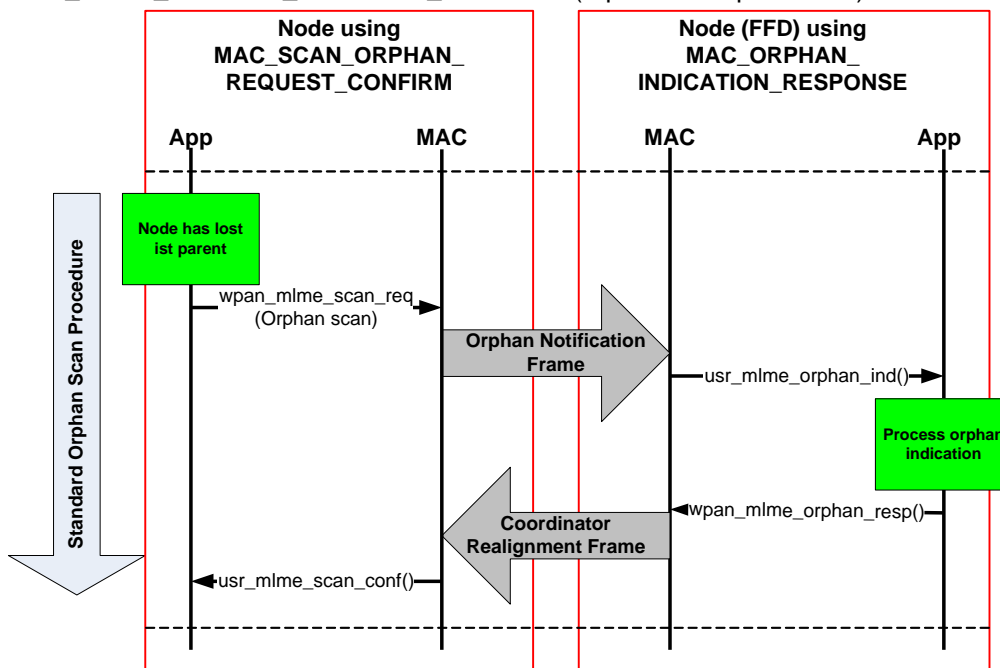 Node using
MAC_SCAN_ORPHAN_
REQUEST_CONFIRM
Node (FFD) using
MAC_ORPHAN_
INDICATION_RESPONSE
App
MAC
MAC
App
Standard Orphan Scan Procedure
Node has lost
ist parent
wpan_mlme_scan_req
(Orphan scan)
Orphan Notification
Frame
usr_mlme_orphan_ind()
Process orphan
indication
wpan_mlme_orphan_resp()
Coordinator
Realignment Frame
usr_mlme_scan_conf()